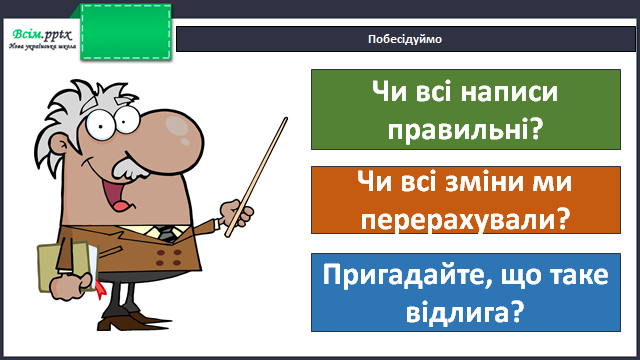 Всім.pptx
Нова українська школа
Побесідуймо
Чи всі написи
правильні?
Чи всі зміни ми
перерахували?
Пригадайте, що таке
відлига?